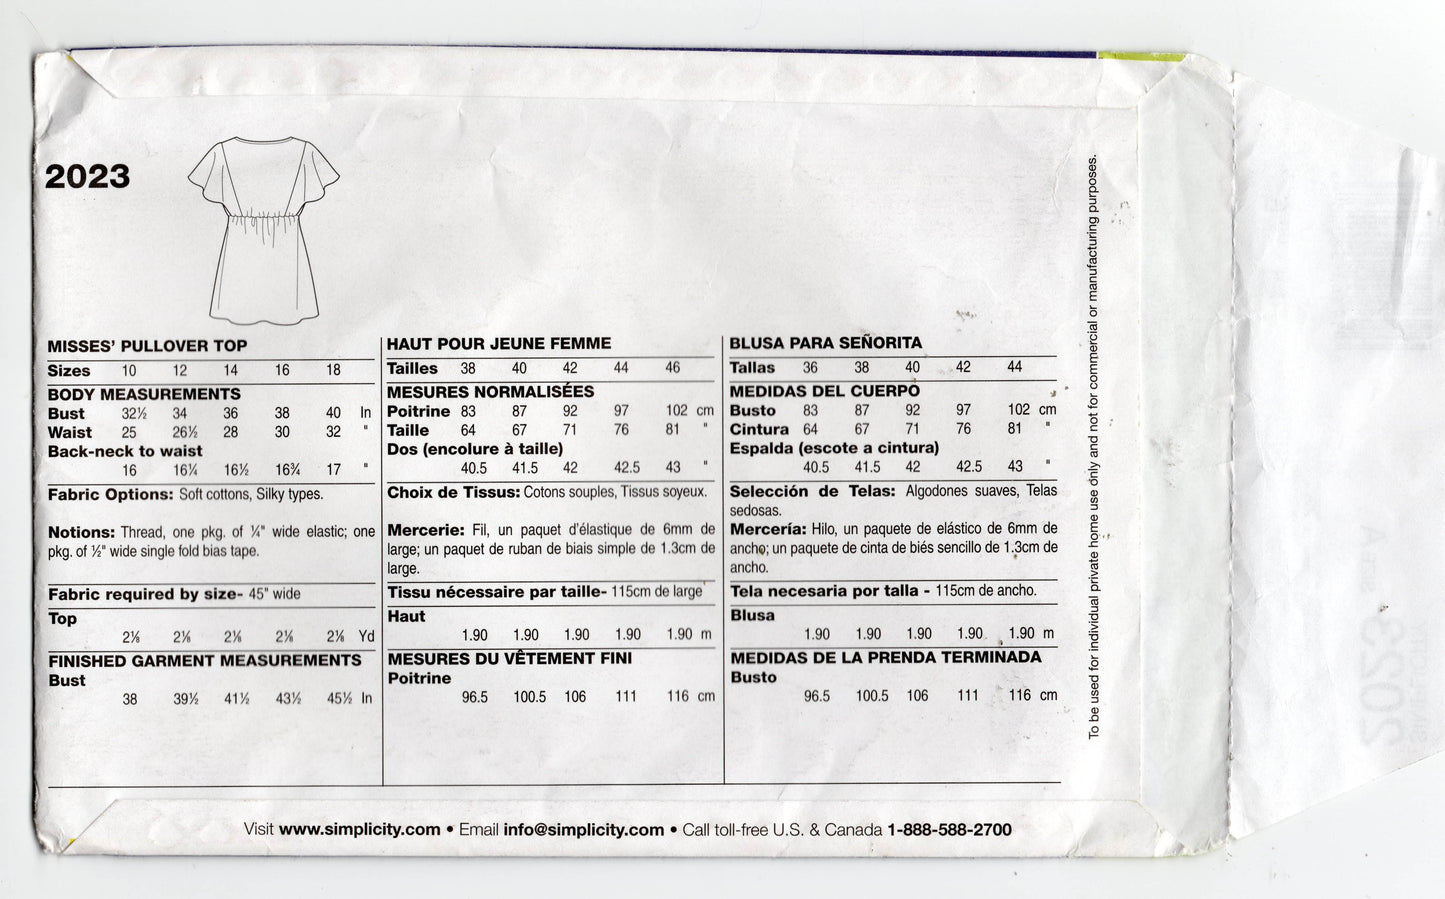 2023
MISSES' PULLOVER TOP
Sizes 10 12 14 16 18
BODY MEASUREMENTS
Bust 32½ 34 36 38 40 In
Waist 25 26½ 28 30 32 "
Back-neck to waist
16 16¼ 16½ 16¾ 17 "
Fabric Options: Soft cottons, Silky types.
Notions: Thread, one pkg. of ¼" wide elastic; one
pkg. of ½" wide single fold bias tape.
Fabric required by size- 45" wide
Top
2⅛ 2⅛ 2⅛ 2⅛ 2⅛ Yd
FINISHED GARMENT MEASUREMENTS
Bust
38 39½ 41½ 43½ 45½ In
HAUT POUR JEUNE FEMME
Tailles 38 40 42 44 46
MESURES NORMALISÉES
Poitrine 83 87 92 97 102 cm
Taille 64 67 71 76 81 "
Dos (encolure à taille)
40.5 41.5 42 42.5 43 "
Choix de Tissus: Cotons souples, Tissus soyeux.
Mercerie: Fil, un paquet d'élastique de 6mm de
large; un paquet de ruban de biais simple de 1.3cm de
large.
Tissu nécessaire par taille- 115cm de large
Haut
1.90 1.90 1.90 1.90 1.90 m
MESURES DU VÊTEMENT FINI
Poitrine
96.5 100.5 106 111 116 cm
BLUSA PARA SEÑORITA
Tallas 36 38 40 42 44
MEDIDAS DEL CUERPO
Busto 83 87 92 97 102 cm
Cintura 64 67 71 76 81 "
Espalda (escote a cintura)
40.5 41.5 42 42.5 43 "
Selección de Telas: Algodones suaves, Telas
sedosas.
Mercería: Hilo, un paquete de elástico de 6mm de
ancho; un paquete de cinta de biés sencillo de 1.3cm de
ancho.
Tela necesaria por talla - 115cm de ancho.
Blusa
1.90 1.90 1.90 1.90 1.90 m
MEDIDAS DE LA PRENDA TERMINADA
Busto
96.5 100.5 106 111 116 cm
To be used for individual private home use only and not for commercial or manufacturing purposes.
Visit www.simplicity.com • Email info@simplicity.com • Call toll-free U.S. & Canada 1-888-588-2700